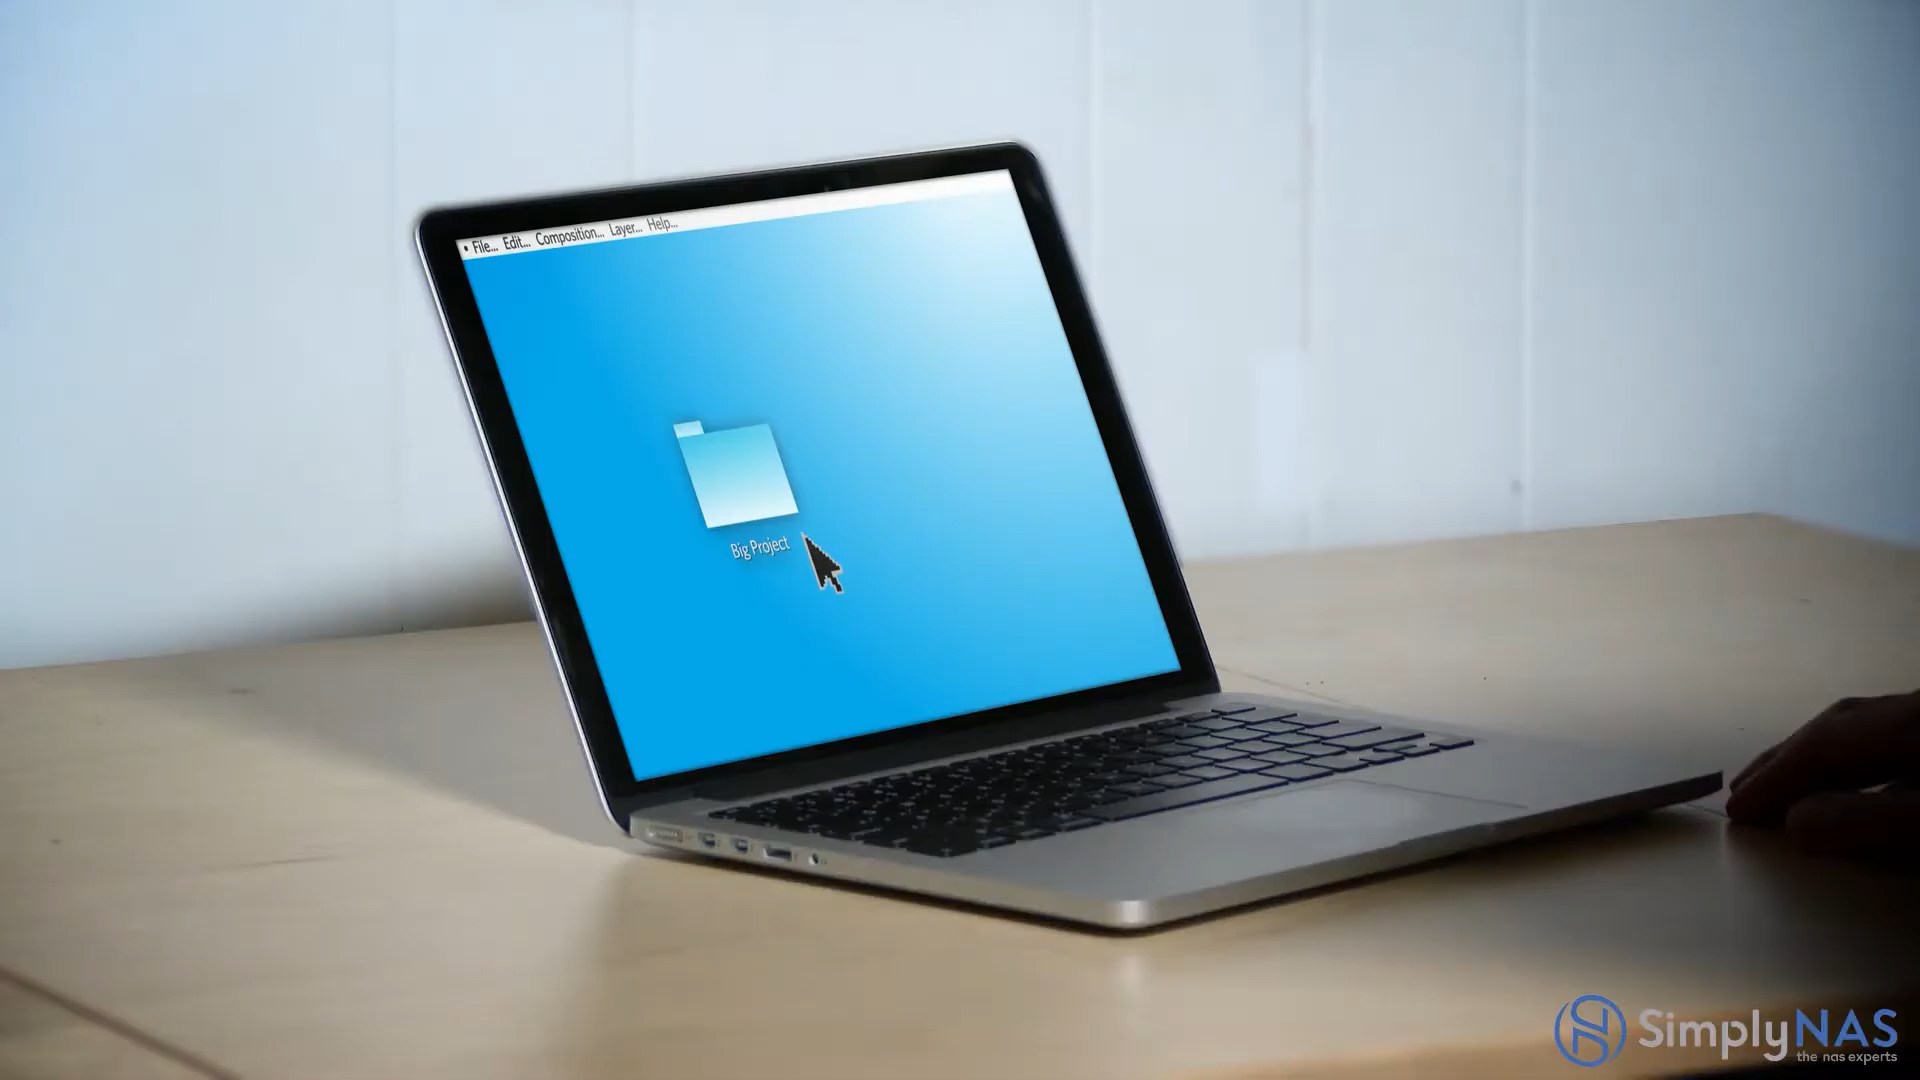 • File... Edit... Composition... Layer... Help...
Big Project
SimplyNAS
the nas experts